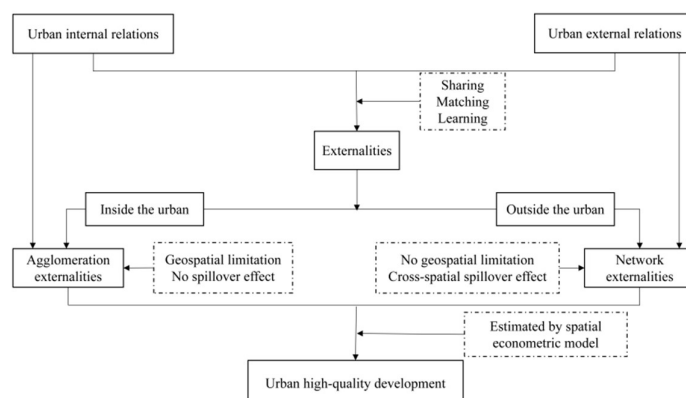 Urban internal relations
Urban external relations
Sharing
Matching
Learning
Externalities
Inside the urban
Outside the urban
Agglomeration
externalities
Geospatial limitation
No spillover effect
No geospatial limitation
Cross-spatial spillover effect
Network
externalities
Estimated by spatial
econometric model
Urban high-quality development